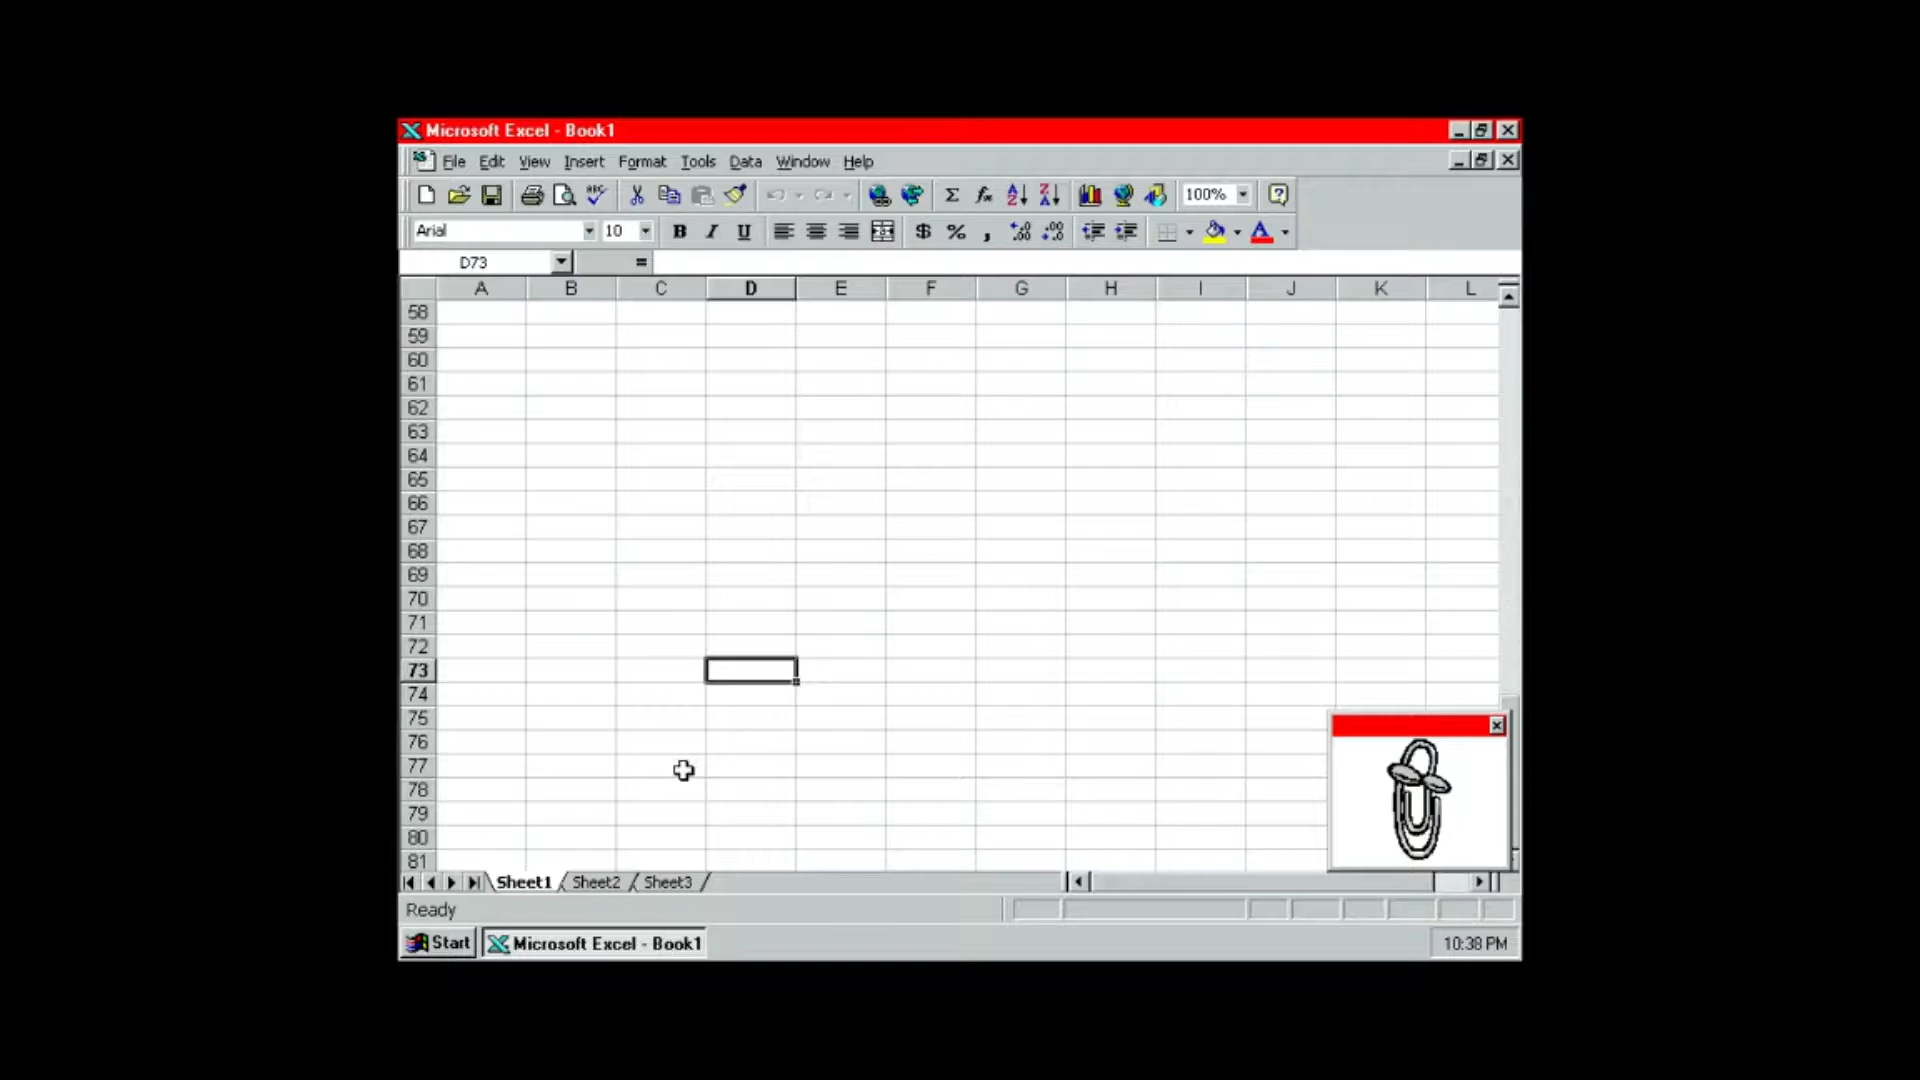 Microsoft Excel - Book1
File Edit View Insert Format Tools Data Window Help
ABC Σ fx A Z Z A 100% ?
Arial 10 B I U $ % , A
D73 =
A B C D E F G H I J K L
58
59
60
61
62
63
64
65
66
67
68
69
70
71
72
73
74
75
76
77
78
79
80
81
Sheet1 Sheet2 Sheet3
Ready
Start Microsoft Excel - Book1 10:38 PM